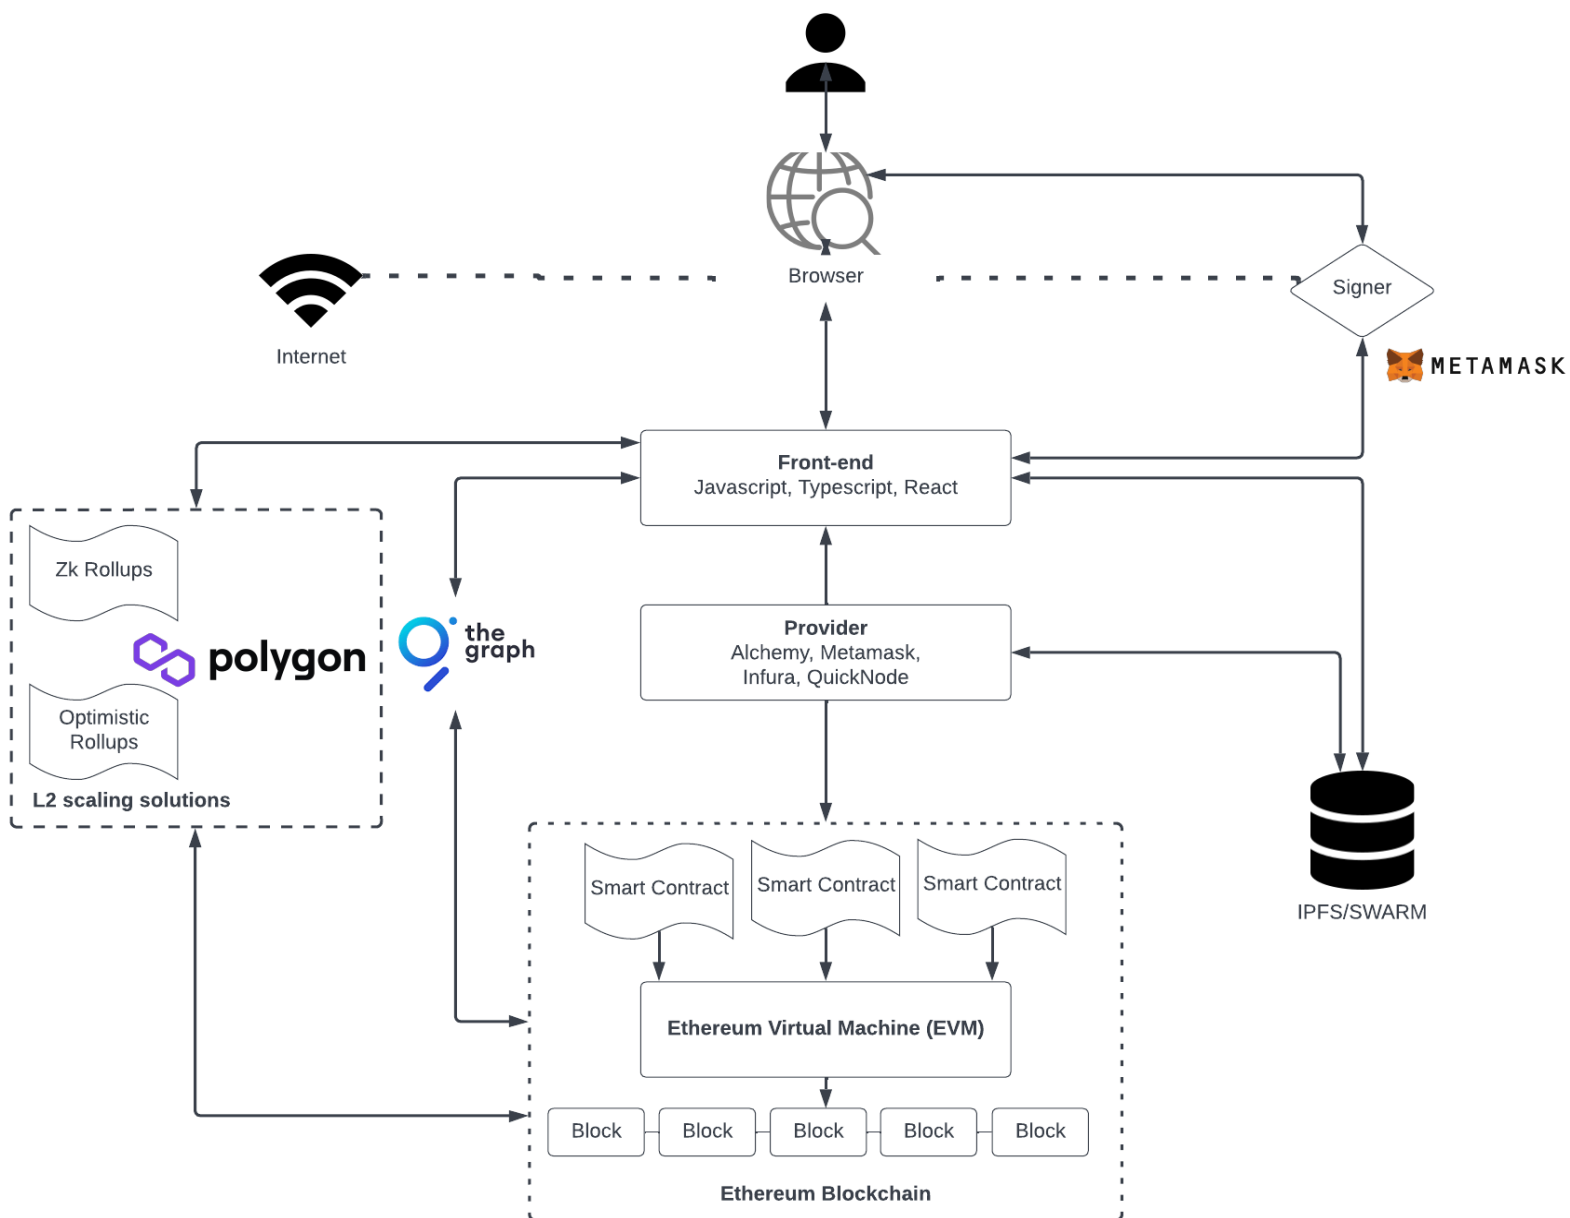 Browser
Signer
Internet
METAMASK
Front-end
Javascript, Typescript, React
Zk Rollups
polygon
Optimistic
Rollups
L2 scaling solutions
the
graph
Provider
Alchemy, Metamask,
Infura, QuickNode
Smart Contract
Smart Contract
Smart Contract
IPFS/SWARM
Ethereum Virtual Machine (EVM)
Block
Block
Block
Block
Block
Ethereum Blockchain